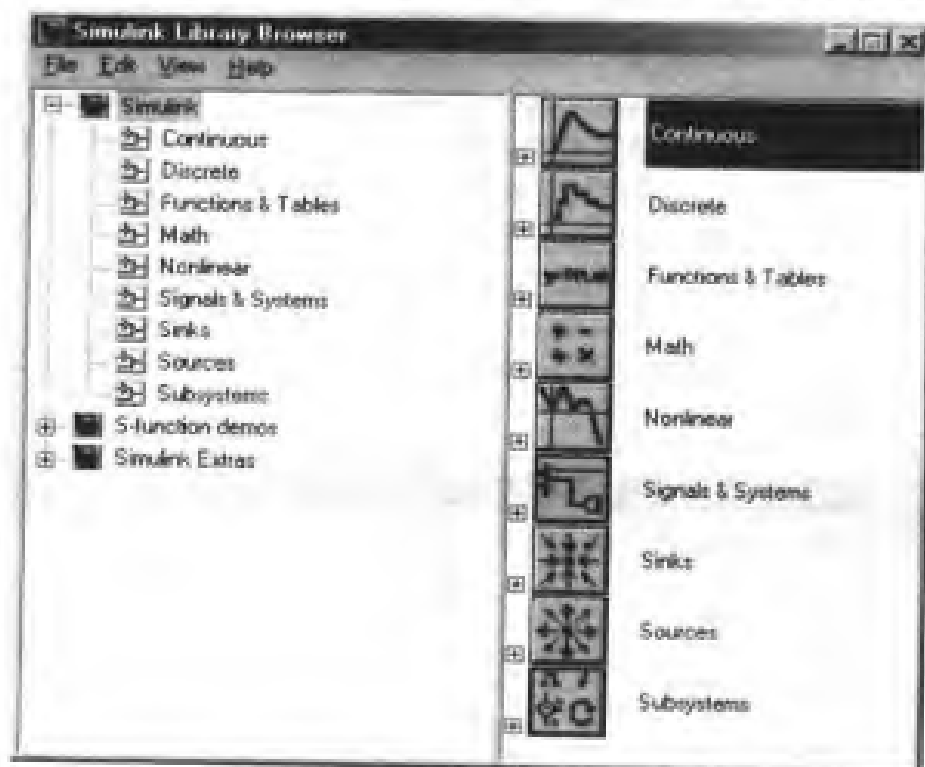 Simulink Library Browser
File Edit View Help
Simulink
Continuous
Discrete
Functions & Tables
Math
Nonlinear
Signals & Systems
Sinks
Sources
Subsystems
S-function demos
Simulink Extras
Continuous
Discrete
Functions & Tables
Math
Nonlinear
Signals & Systems
Sinks
Sources
Subsystems